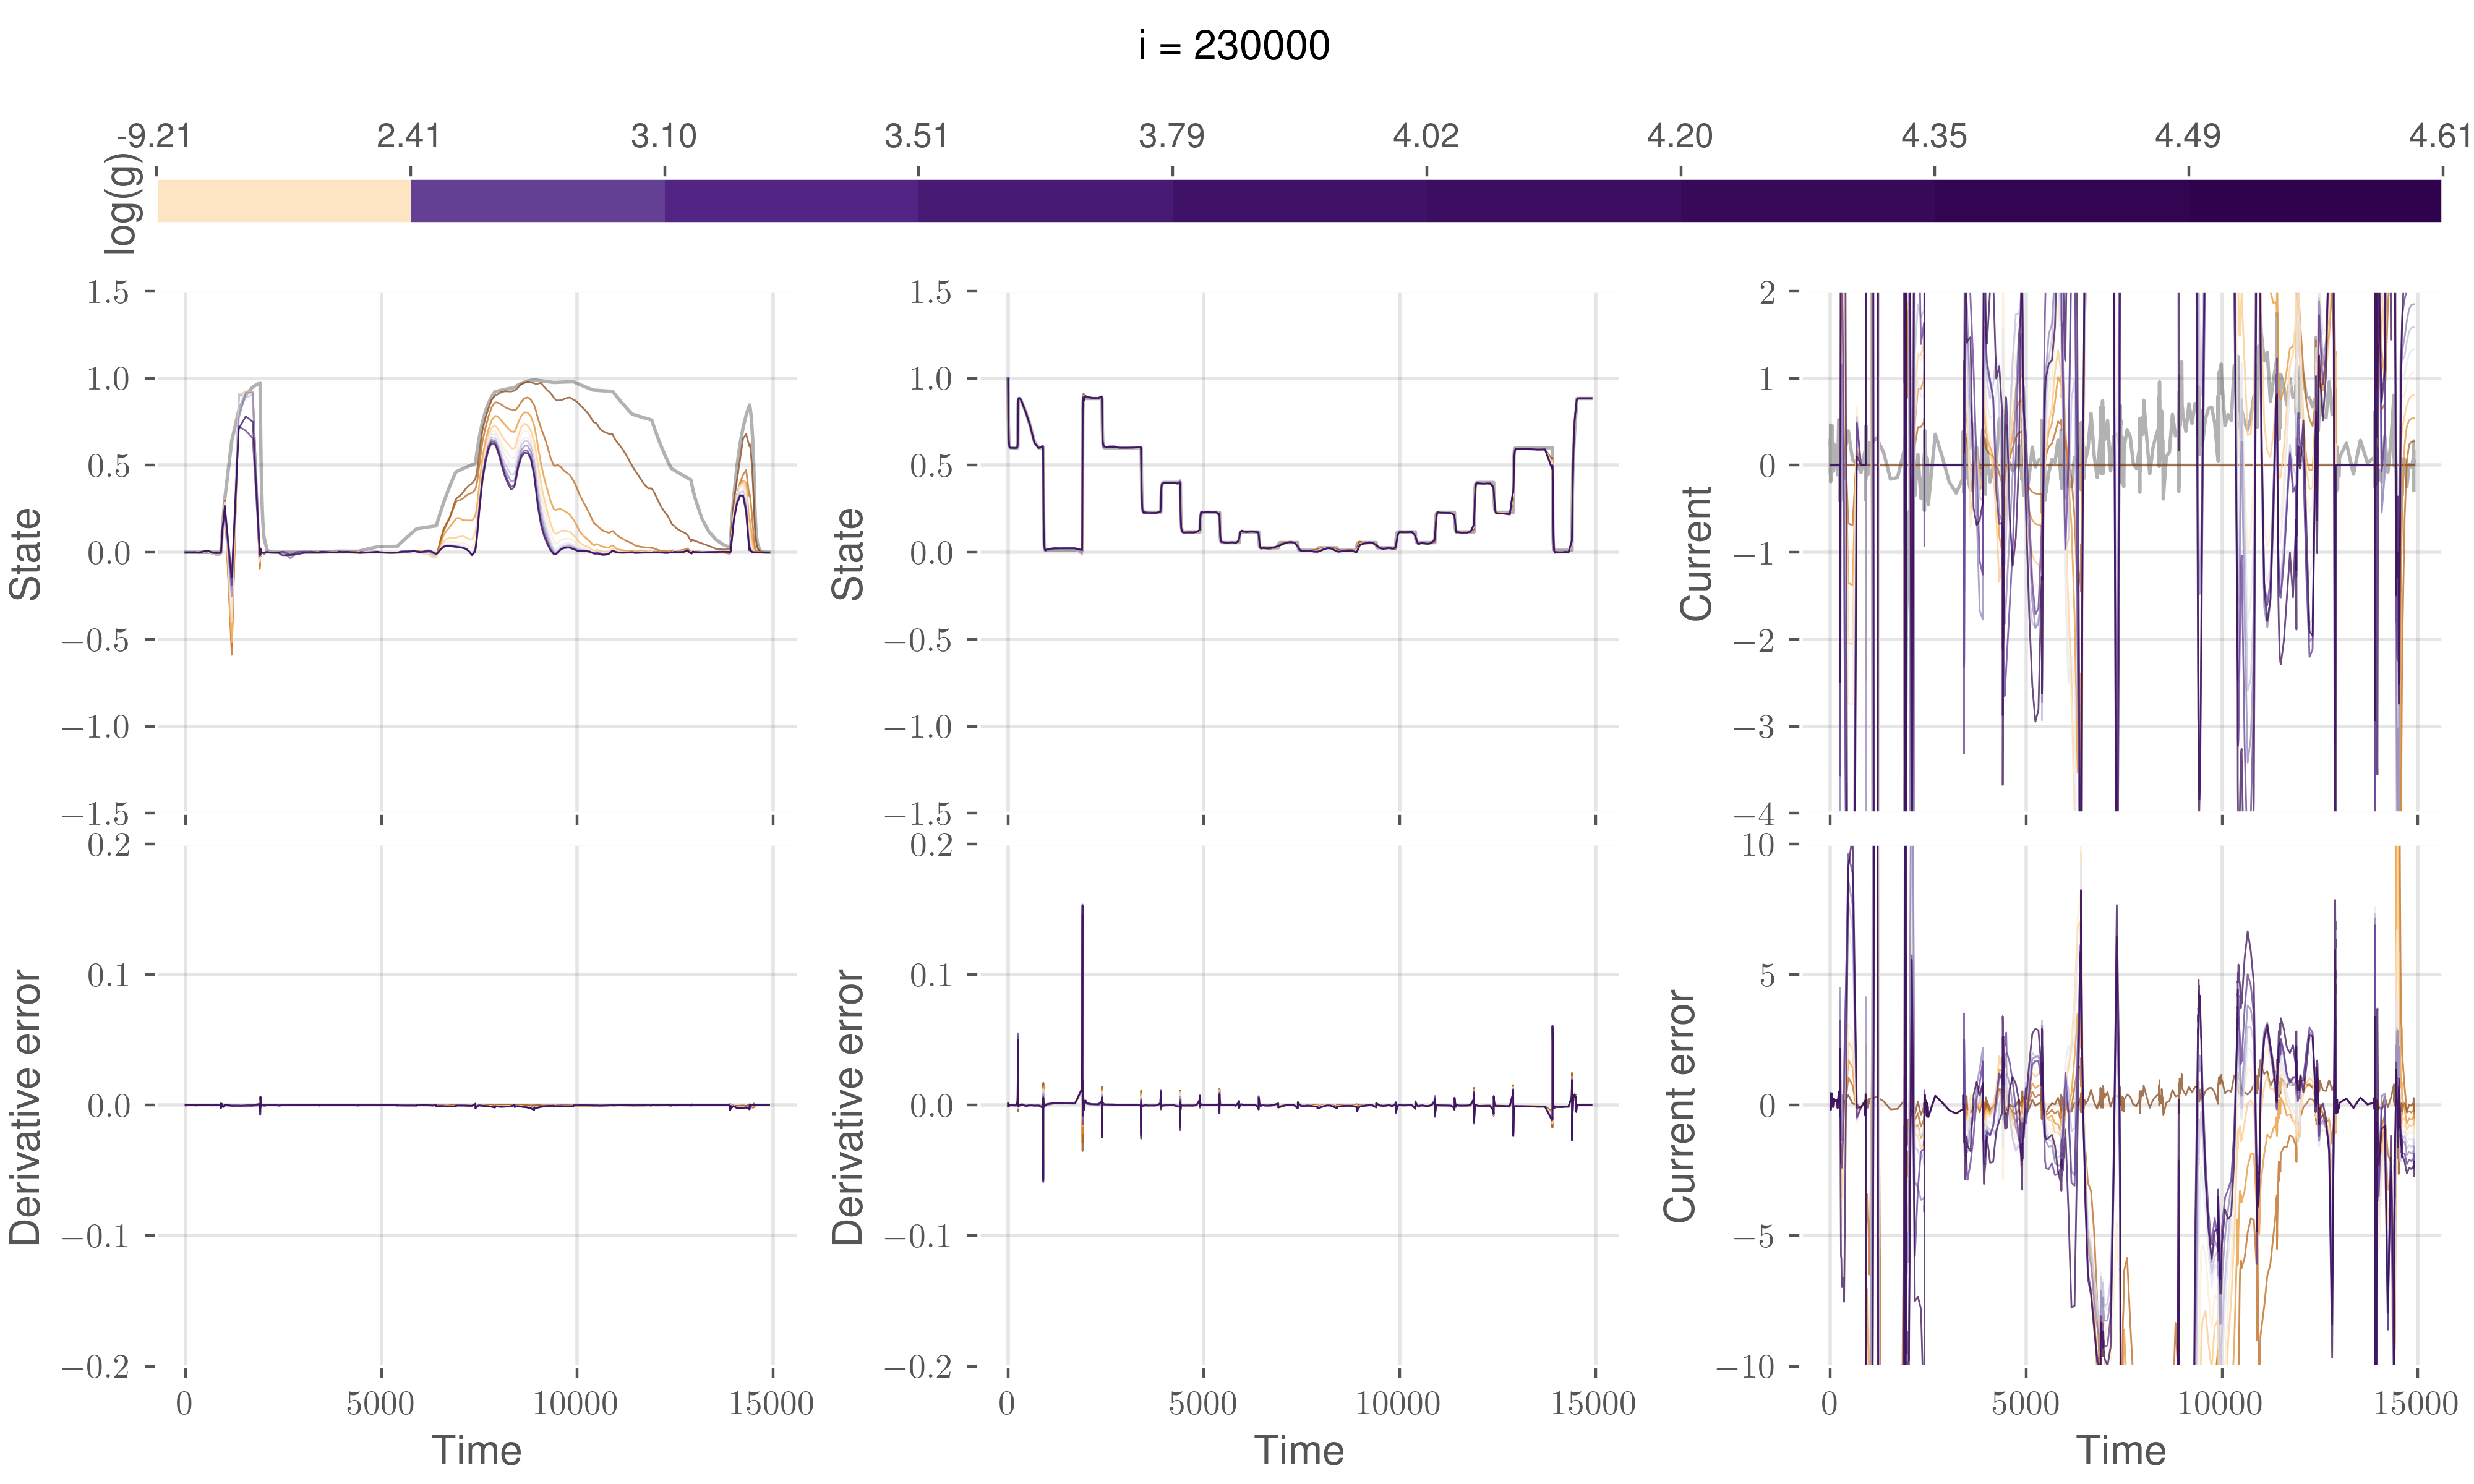 i = 230000
-9.21 2.41 3.10 3.51 3.79 4.02 4.20 4.35 4.49 4.61
log(g)
1.5 1.0 0.5 0.0 −0.5 −1.0 −1.5
State
1.5 1.0 0.5 0.0 −0.5 −1.0 −1.5
State
2 1 0 −1 −2 −3 −4
Current
0.2 0.1 0.0 −0.1 −0.2
Derivative error
0 5000 10000 15000
Time
0.2 0.1 0.0 −0.1 −0.2
Derivative error
0 5000 10000 15000
Time
10 5 0 −5 −10
Current error
0 5000 10000 15000
Time